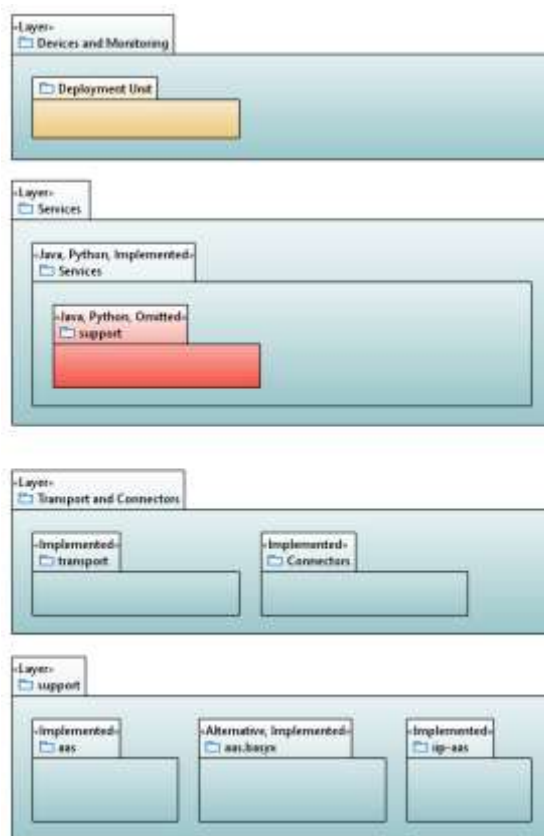 «Layer»
Devices and Monitoring
Deployment Unit
«Layer»
Services
«Java, Python, Implemented»
Services
«Java, Python, Omitted»
support
«Layer»
Transport and Connectors
«Implemented»
transport
«Implemented»
Connectors
«Layer»
support
«Implemented»
aas
«Alternative, Implemented»
aas.basyx
«Implemented»
iip-aas